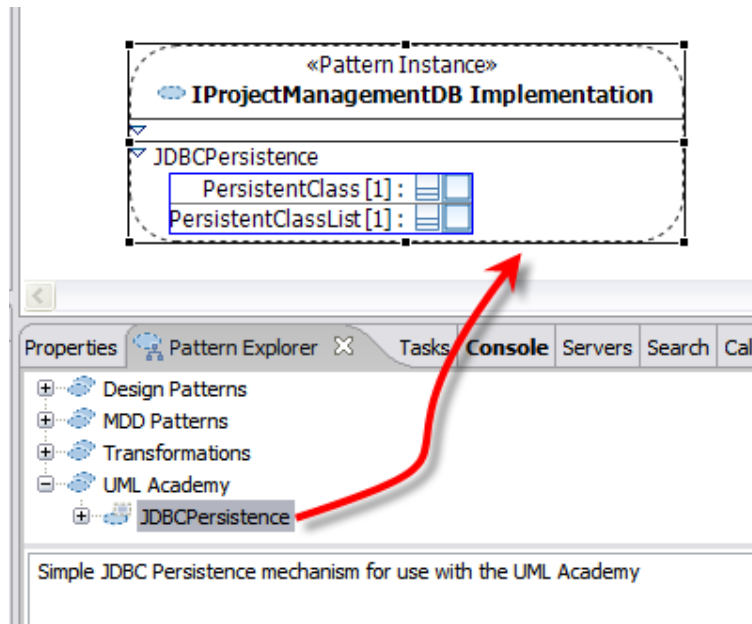 «Pattern Instance»
IProjectManagementDB Implementation
JDBCPersistence
PersistentClass [1] :
PersistentClassList [1] :
Properties Pattern Explorer Tasks Console Servers Search Cal
Design Patterns
MDD Patterns
Transformations
UML Academy
JDBCPersistence
Simple JDBC Persistence mechanism for use with the UML Academy